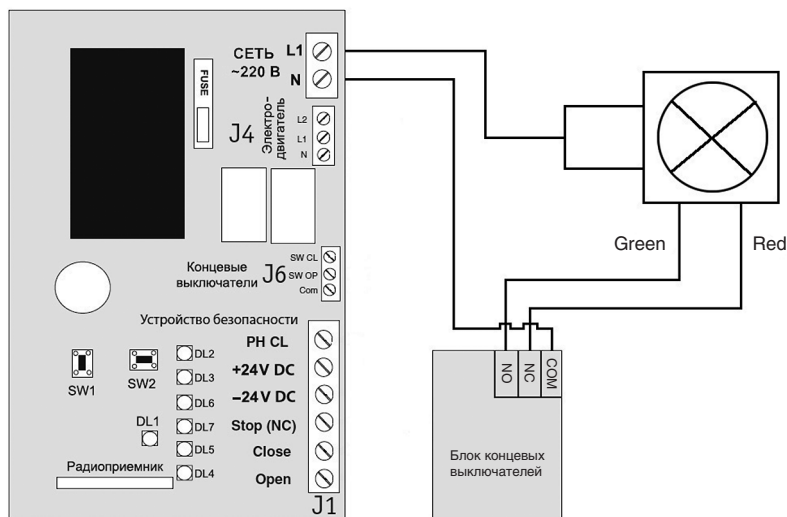 СЕТЬ L1
~220 В
N
FUSE
J4
Электро-
двигатель
L2
L1
N
Green
Red
Концевые
выключатели
J6
SW CL
SW OP
Com
Устройство безопасности
PH CL
+24V DC
–24V DC
Stop (NC)
Close
Open
J1
SW1
SW2
DL2
DL3
DL6
DL1
DL7
DL5
DL4
Радиоприемник
NO
NC
COM
Блок концевых
выключателей